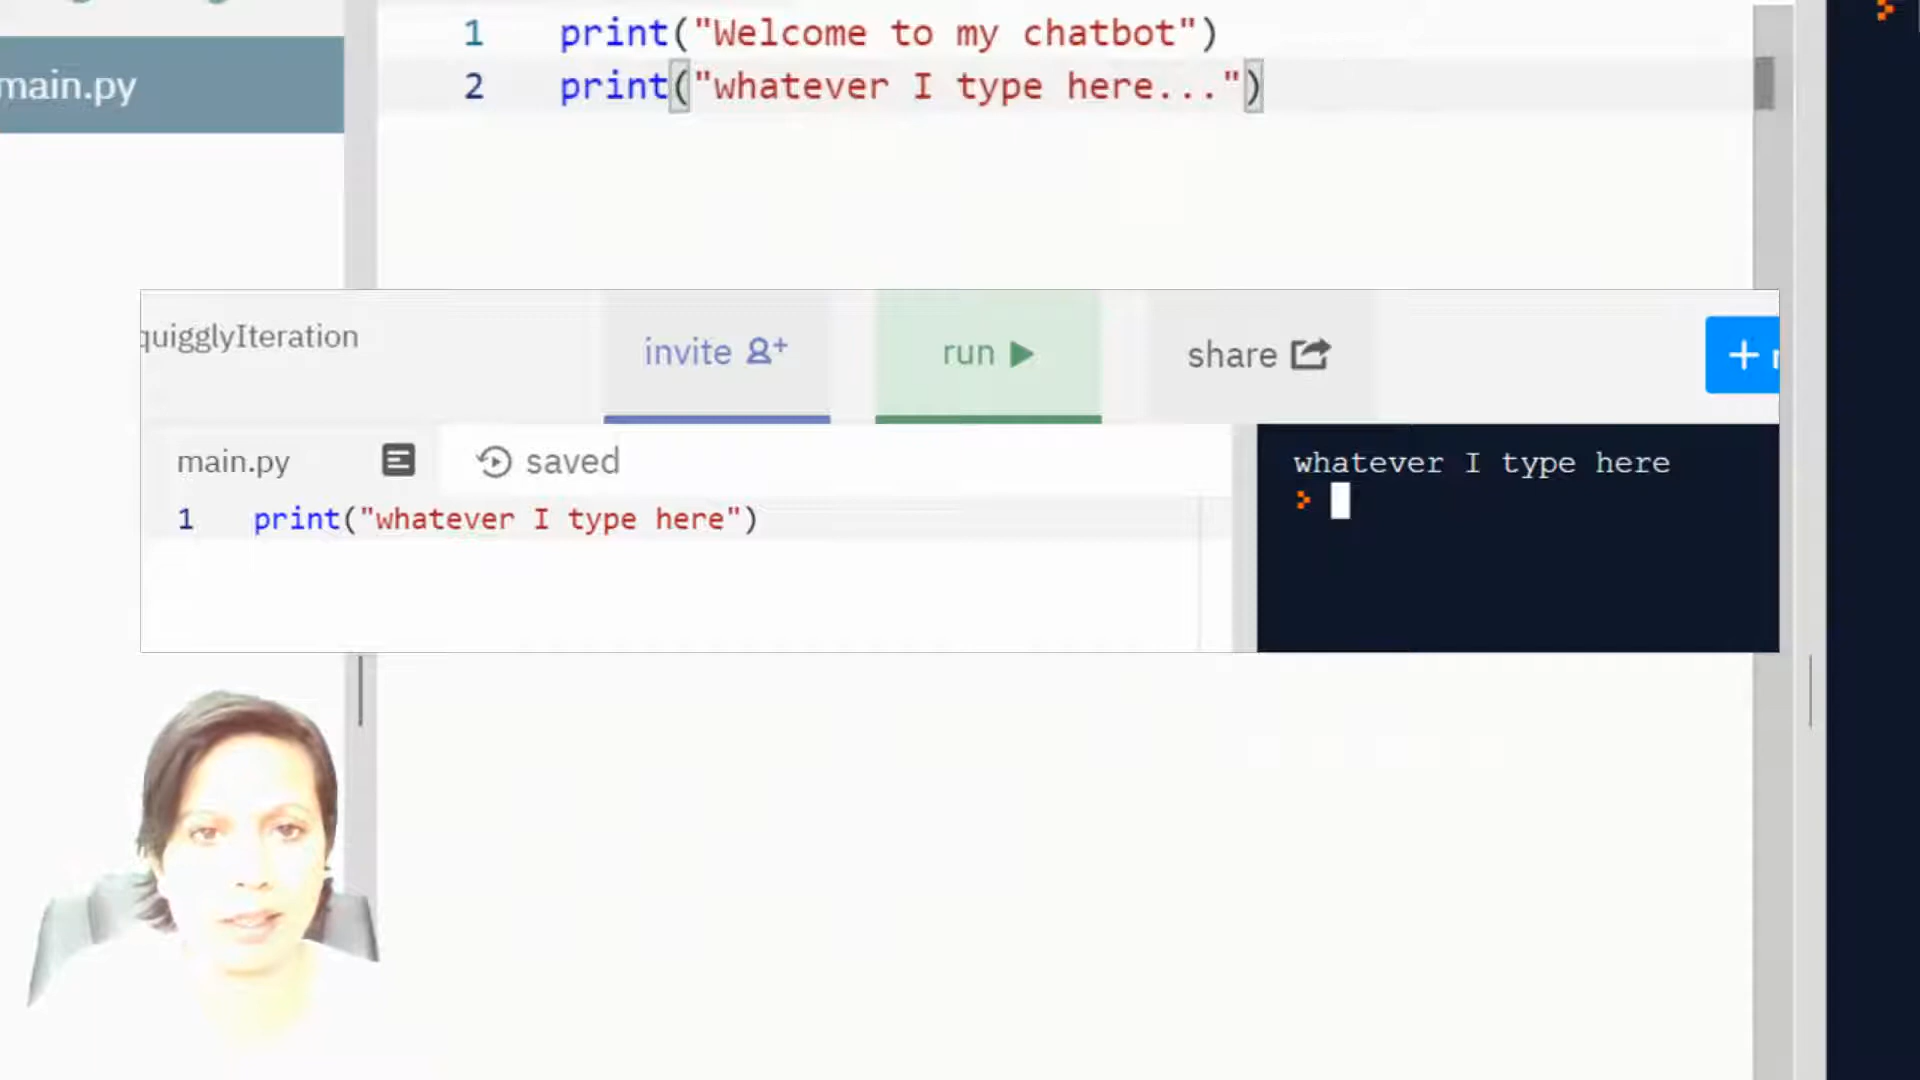 1 print("Welcome to my chatbot")
main.py
2 print("whatever I type here...")
quigglyIteration
invite
run
share
main.py
saved
whatever I type here
1 print("whatever I type here")